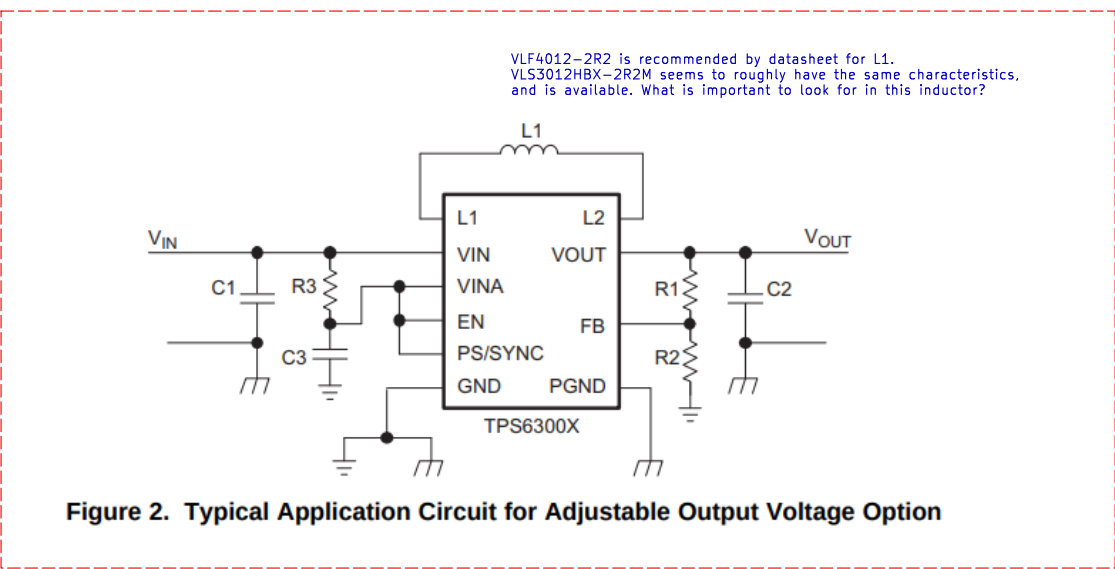 VLF4012-2R2 is recommended by datasheet for L1.
VLS3012HBX-2R2M seems to roughly have the same characteristics,
and is available. What is important to look for in this inductor?
L1
L1 L2
VIN VIN VOUT VOUT
C1 R3 VINA R1 C2
EN FB
C3 PS/SYNC R2
GND PGND
TPS6300X
Figure 2. Typical Application Circuit for Adjustable Output Voltage Option